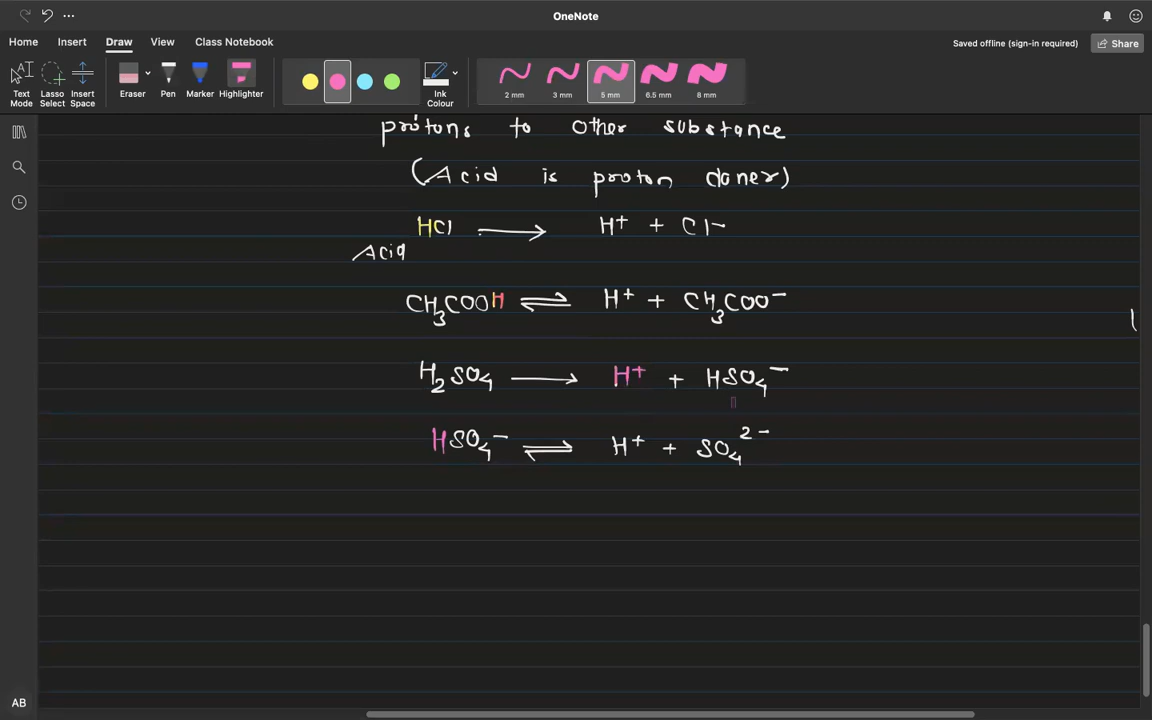 OneNote
Home Insert Draw View Class Notebook
Saved offline (sign-in required) Share
Text Mode Lasso Select Insert Space Eraser Pen Marker Highlighter Ink Colour 2 mm 3 mm 5 mm 6.5 mm 8 mm
protons to other substance
(Acid is proton doner)
HCl ⟶ H⁺ + Cl⁻
Acid
CH₃COOH ⇌ H⁺ + CH₃COO⁻
H₂SO₄ ⟶ H⁺ + HSO₄⁻
HSO₄⁻ ⇌ H⁺ + SO₄²⁻
AB